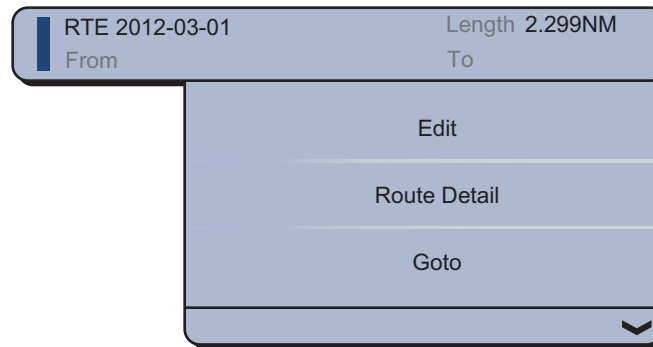 RTE 2012-03-01 Length 2.299NM
From To
Edit
Route Detail
Goto